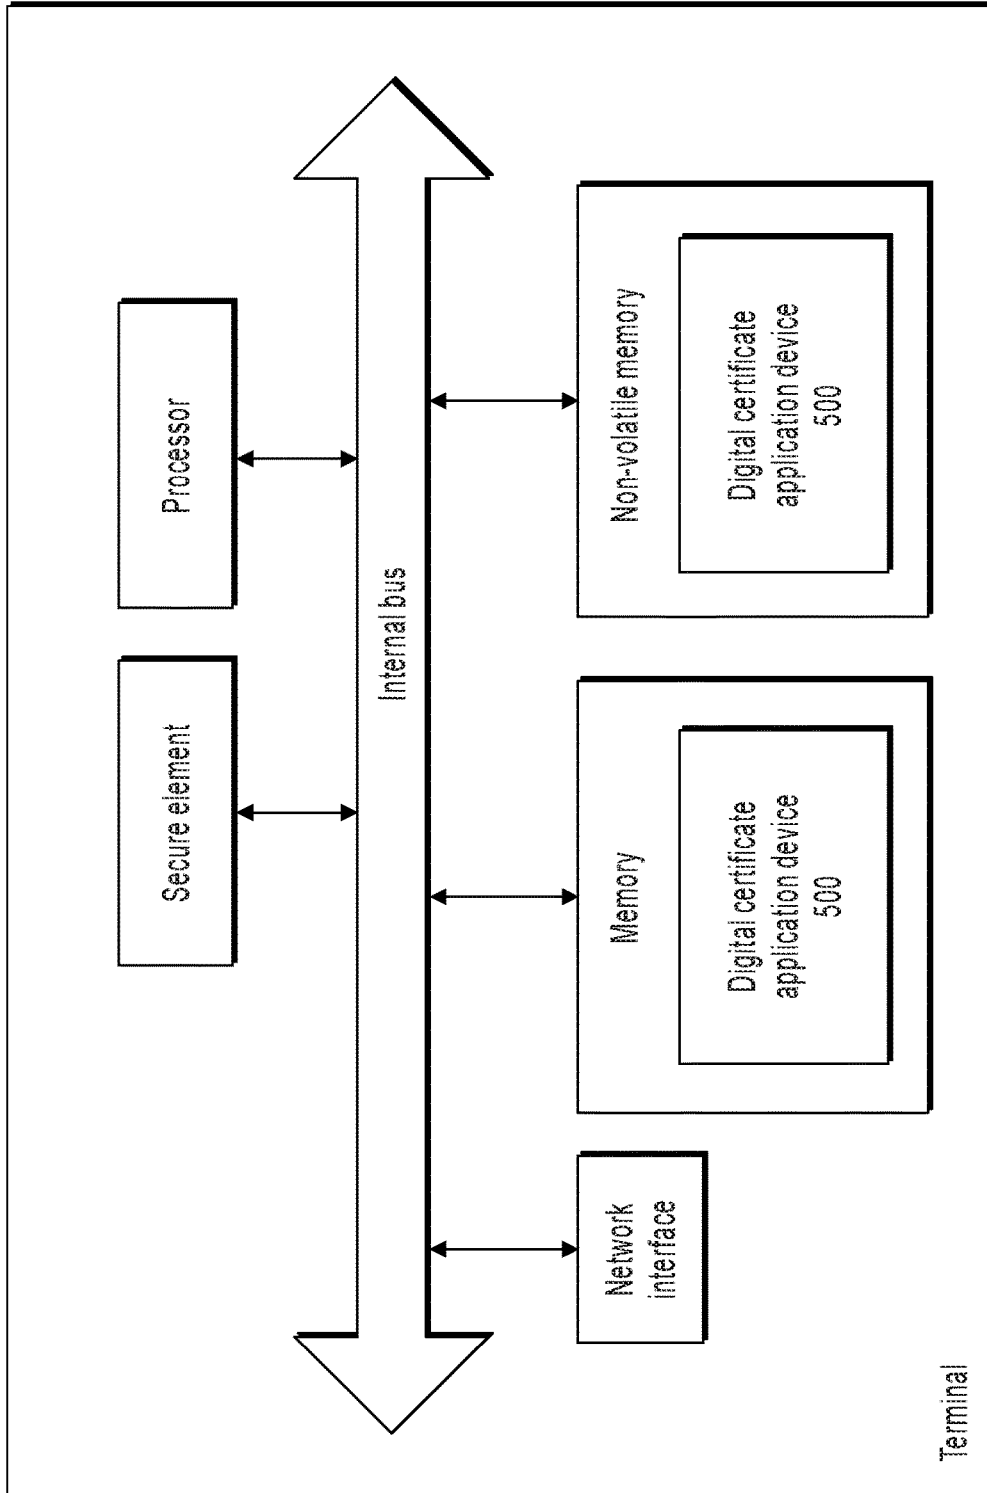 Secure element
Processor
Internal bus
Network
interface
Memory
Digital certificate
application device
500
Non-volatile memory
Digital certificate
application device
500
Terminal